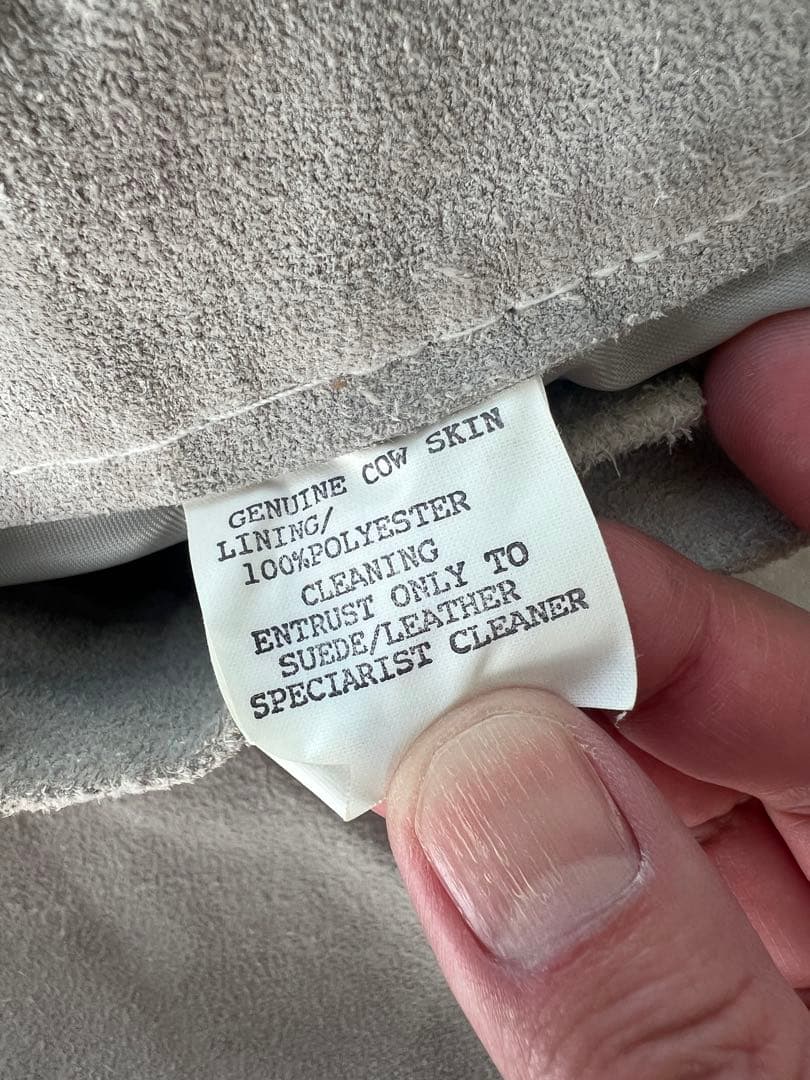 GENUINE COW SKIN
LINING/
100%POLYESTER
CLEANING
ENTRUST ONLY TO
SUEDE/LEATHER
SPECIARIST CLEANER